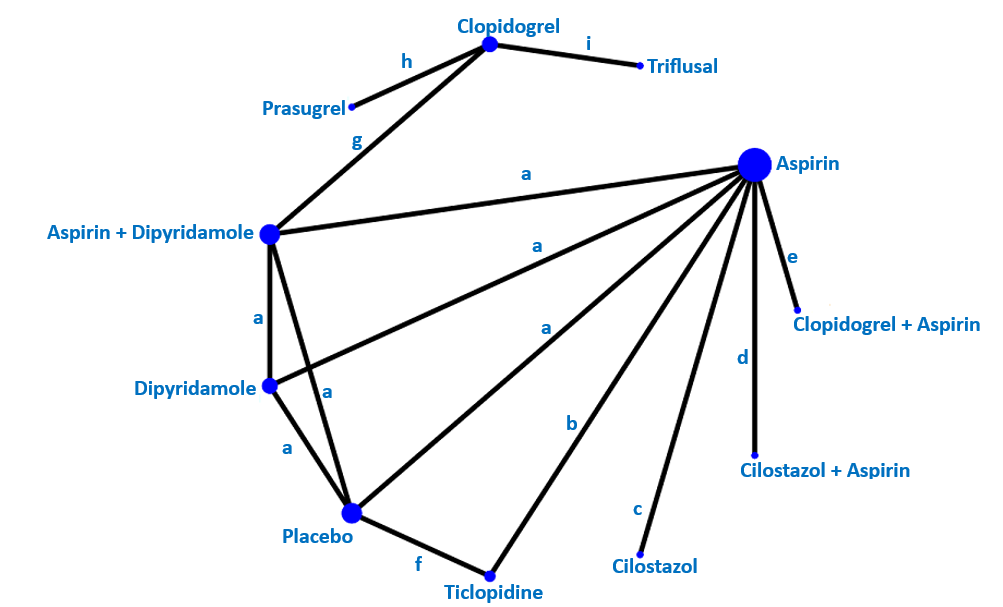 Clopidogrel
i
h
Triflusal
Prasugrel
g
Aspirin
a
Aspirin + Dipyridamole
a
e
a
a
Clopidogrel + Aspirin
d
Dipyridamole
a
b
a
Cilostazol + Aspirin
c
Placebo
f
Cilostazol
Ticlopidine